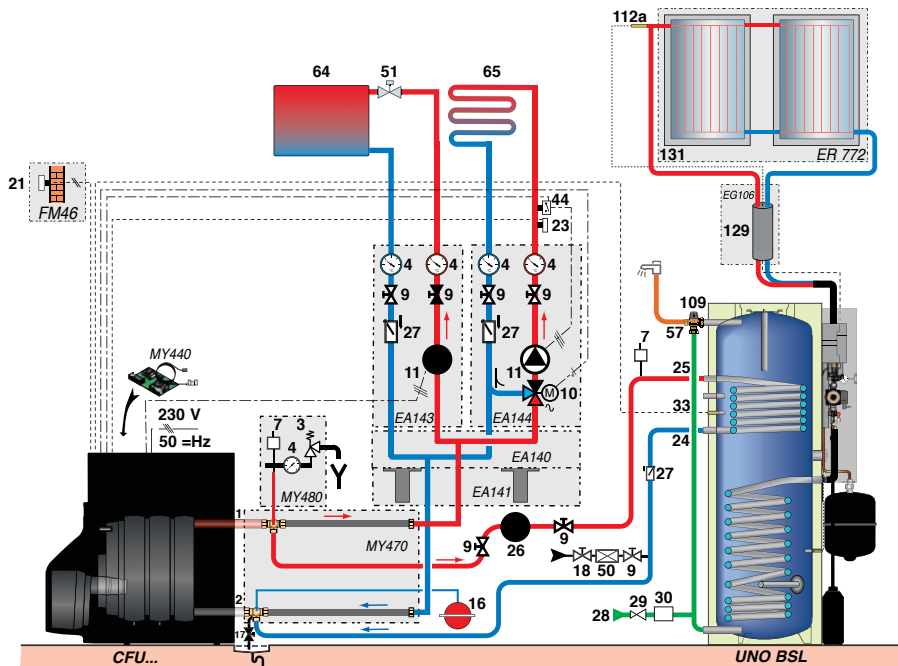 112a
64
51
65
131
ER 772
21
FM46
44
23
EG106
129
4
4
4
4
9
9
9
9
109
57
27
27
7
MY440
11
11
M
10
25
230 V
50 =Hz
EA143
EA144
33
7
3
4
24
EA140
27
MY480
EA141
1
MY470
9
26
9
18
50
9
2
16
17
28
29
30
CFU...
UNO BSL